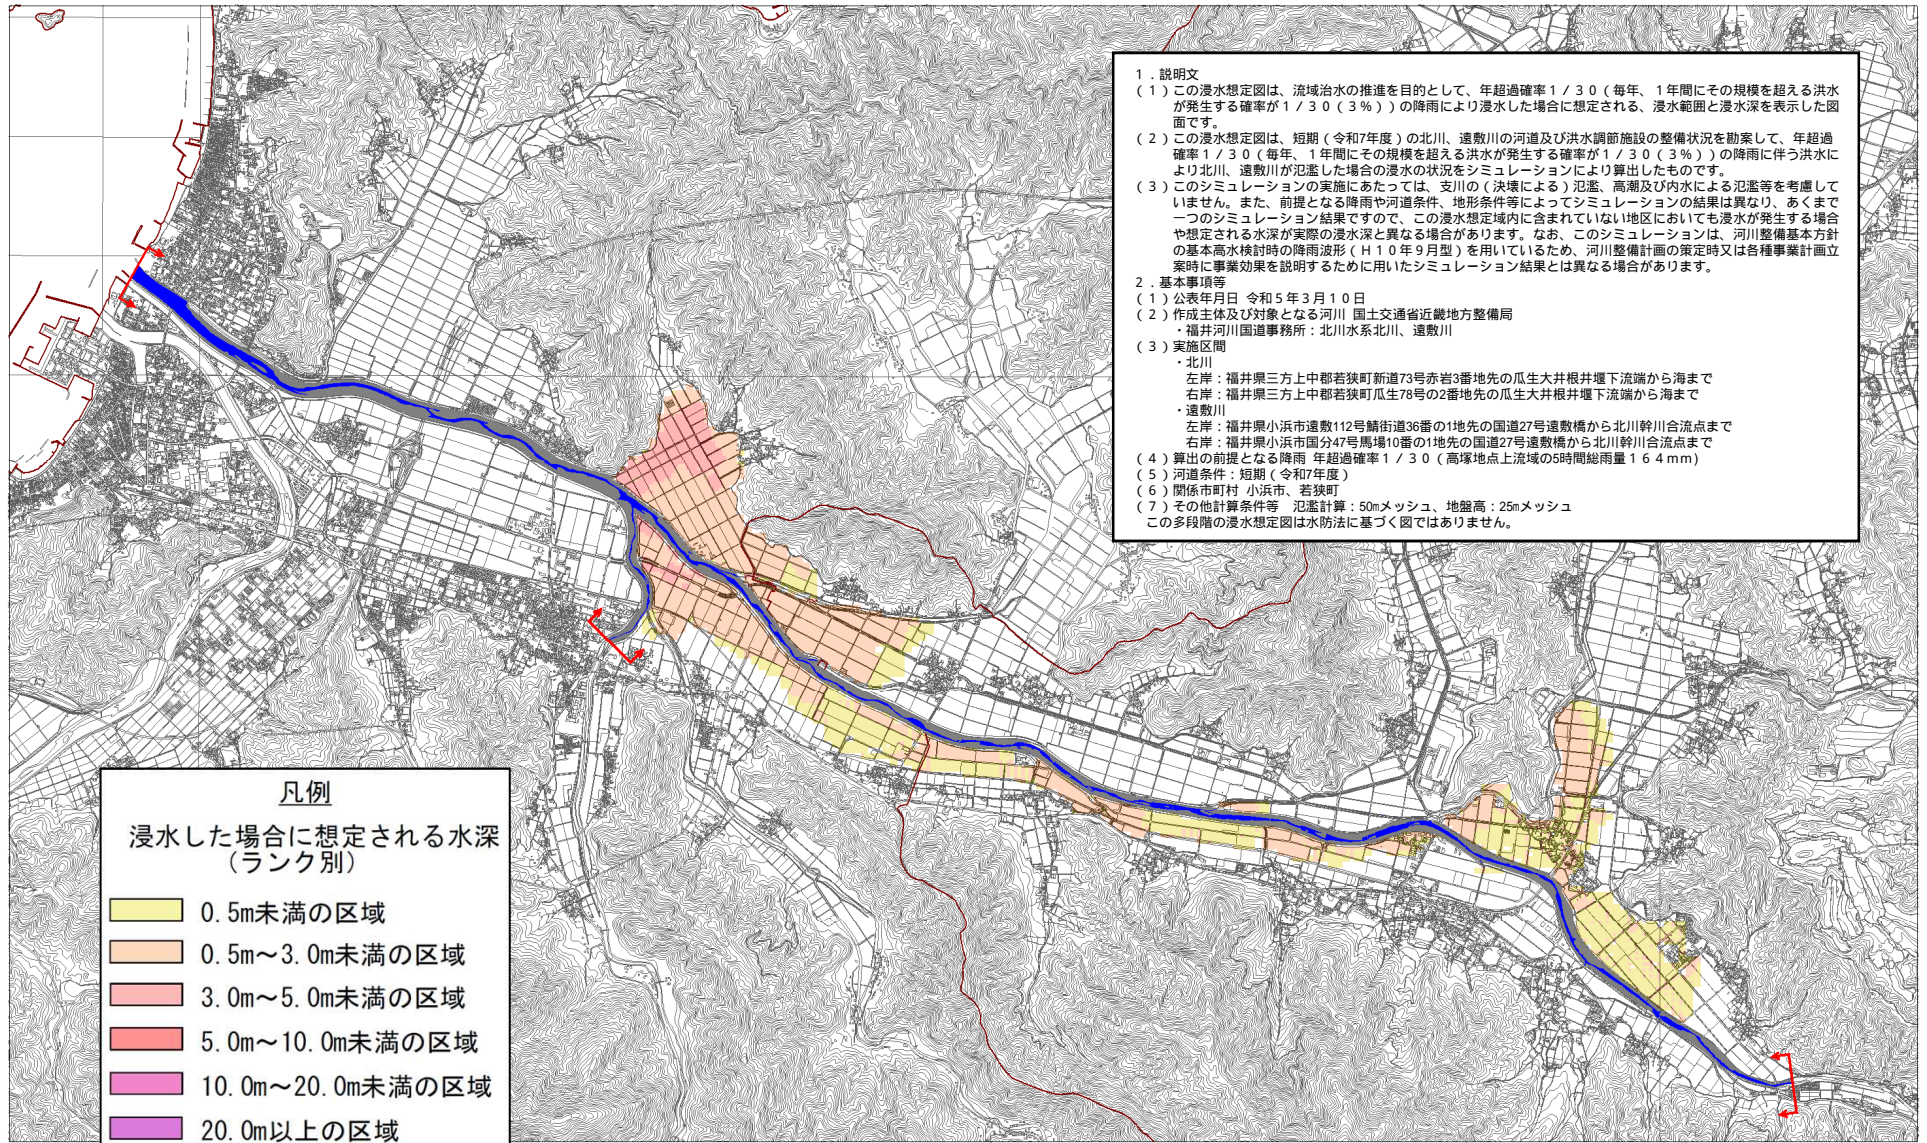 1．説明文
（1）この浸水想定図は、流域治水の推進を目的として、年超過確率1／30（毎年、1年間にその規模を超える洪水
が発生する確率が1／30（3％））の降雨により浸水した場合に想定される、浸水範囲と浸水深を表示した図
面です。
（2）この浸水想定図は、短期（令和7年度）の北川、遠敷川の河道及び洪水調節施設の整備状況を勘案して、年超過
確率1／30（毎年、1年間にその規模を超える洪水が発生する確率が1／30（3％））の降雨に伴う洪水に
より北川、遠敷川が氾濫した場合の浸水の状況をシミュレーションにより算出したものです。
（3）このシミュレーションの実施にあたっては、支川の（決壊による）氾濫、高潮及び内水による氾濫等を考慮して
いません。また、前提となる降雨や河道条件、地形条件等によってシミュレーションの結果は異なり、あくまで
一つのシミュレーション結果ですので、この浸水想定域内に含まれていない地区においても浸水が発生する場合
や想定される水深が実際の浸水深と異なる場合があります。なお、このシミュレーションは、河川整備基本方針
の基本高水検討時の降雨波形（H10年9月型）を用いているため、河川整備計画の策定時又は各種事業計画立
案時に事業効果を説明するために用いたシミュレーション結果とは異なる場合があります。
2．基本事項等
（1）公表年月日 令和5年3月10日
（2）作成主体及び対象となる河川 国土交通省近畿地方整備局
・福井河川国道事務所：北川水系北川、遠敷川
（3）実施区間
・北川
左岸：福井県三方上中郡若狭町新道73号赤岩3番地先の瓜生大井根井堰下流端から海まで
右岸：福井県三方上中郡若狭町瓜生78号の2番地先の瓜生大井根井堰下流端から海まで
・遠敷川
左岸：福井県小浜市遠敷112号鯖街道36番の1地先の国道27号遠敷橋から北川幹川合流点まで
右岸：福井県小浜市国分47号馬場10番の1地先の国道27号遠敷橋から北川幹川合流点まで
（4）算出の前提となる降雨 年超過確率1／30（高塚地点上流域の5時間総雨量164mm）
（5）河道条件：短期（令和7年度）
（6）関係市町村 小浜市、若狭町
（7）その他計算条件等 氾濫計算：50mメッシュ、地盤高：25mメッシュ
この多段階の浸水想定図は水防法に基づく図ではありません。
凡例
浸水した場合に想定される水深
（ランク別）
0.5m未満の区域
0.5m～3.0m未満の区域
3.0m～5.0m未満の区域
5.0m～10.0m未満の区域
10.0m～20.0m未満の区域
20.0m以上の区域